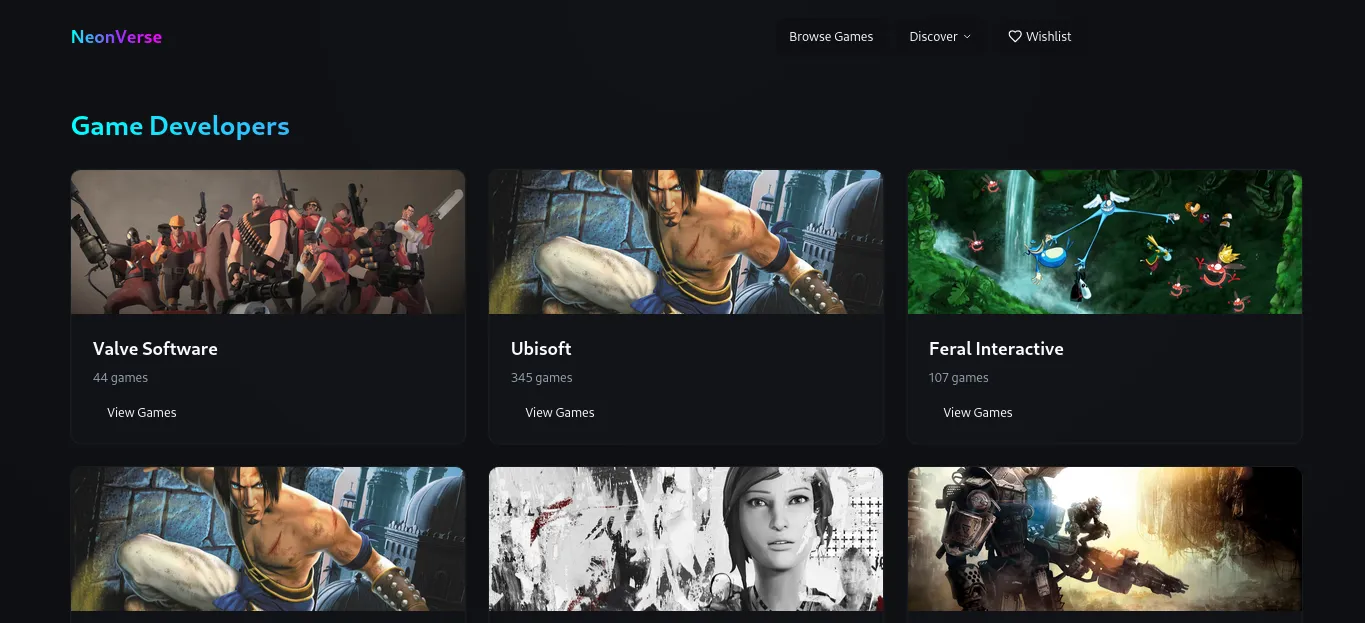 NeonVerse
Browse Games
Discover
Wishlist
Game Developers
Valve Software
44 games
View Games
Ubisoft
345 games
View Games
Feral Interactive
107 games
View Games